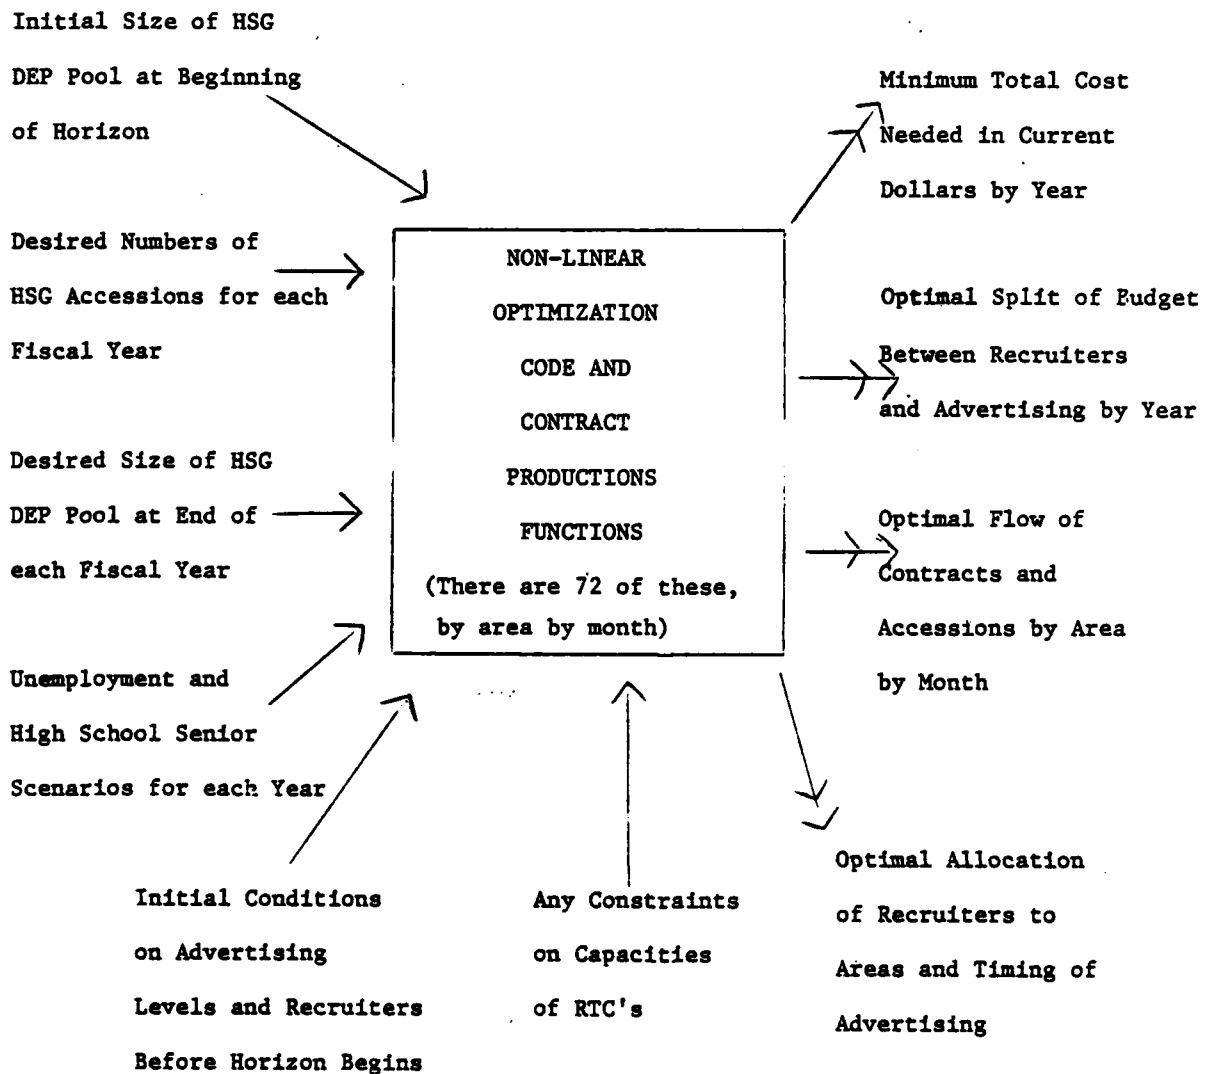 Initial Size of HSG
DEP Pool at Beginning
of Horizon
Desired Numbers of
HSG Accessions for each
Fiscal Year
Desired Size of HSG
DEP Pool at End of
each Fiscal Year
Unemployment and
High School Senior
Scenarios for each Year
Initial Conditions
on Advertising
Levels and Recruiters
Before Horizon Begins
Any Constraints
on Capacities
of RTC's
NON-LINEAR
OPTIMIZATION
CODE AND
CONTRACT
PRODUCTIONS
FUNCTIONS
(There are 72 of these,
by area by month)
Minimum Total Cost
Needed in Current
Dollars by Year
Optimal Split of Budget
Between Recruiters
and Advertising by Year
Optimal Flow of
Contracts and
Accessions by Area
by Month
Optimal Allocation
of Recruiters to
Areas and Timing of
Advertising